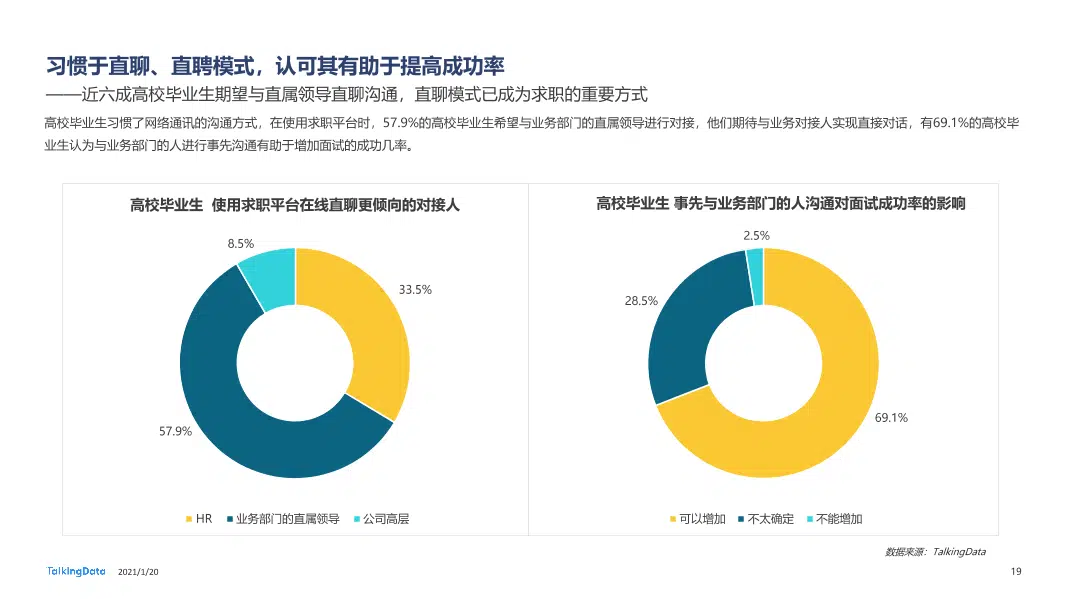 习惯于直聊、直聘模式，认可其有助于提高成功率
——近六成高校毕业生期望与直属领导直聊沟通，直聊模式已成为求职的重要方式
高校毕业生习惯了网络通讯的沟通方式，在使用求职平台时，57.9%的高校毕业生希望与业务部门的直属领导进行对接，他们期待与业务对接人实现直接对话，有69.1%的高校毕
业生认为与业务部门的人进行事先沟通有助于增加面试的成功几率。
高校毕业生 使用求职平台在线直聊更倾向的对接人
8.5%
33.5%
57.9%
HR 业务部门的直属领导 公司高层
高校毕业生 事先与业务部门的人沟通对面试成功率的影响
2.5%
28.5%
69.1%
可以增加 不太确定 不能增加
数据来源：TalkingData
TalkingData 2021/1/20
19